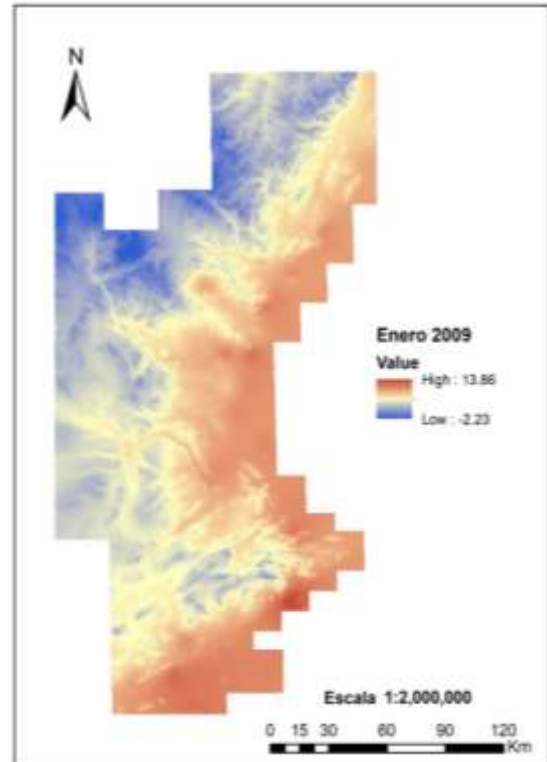 N
Enero 2009
Value
High : 13.86
Low : -2.23
Escala 1:2,000,000
0 15 30 60 90 120
Km